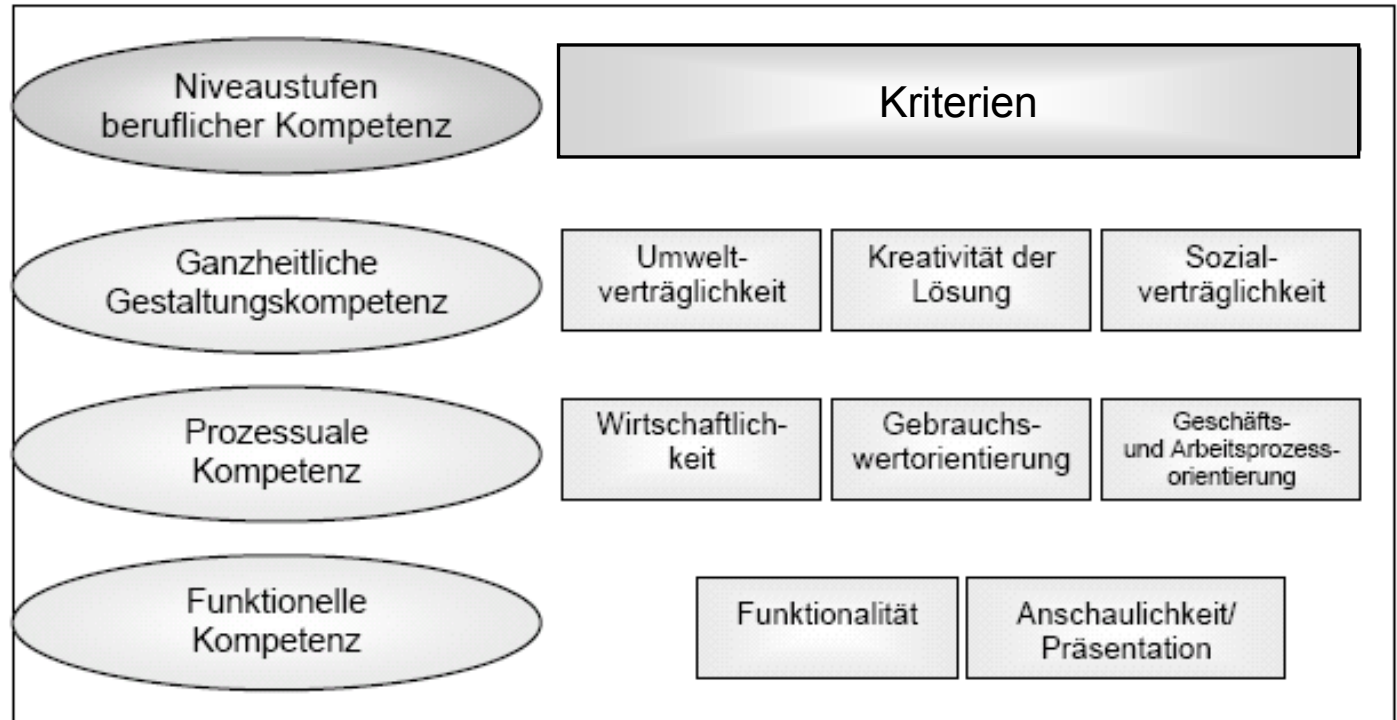 Niveaustufen
beruflicher Kompetenz
Kriterien
Ganzheitliche
Gestaltungskompetenz
Umwelt-
verträglichkeit
Kreativität der
Lösung
Sozial-
verträglichkeit
Prozessuale
Kompetenz
Wirtschaftlich-
keit
Gebrauchs-
wertorientierung
Geschäfts-
und Arbeitsprozess-
orientierung
Funktionelle
Kompetenz
Funktionalität
Anschaulichkeit/
Präsentation